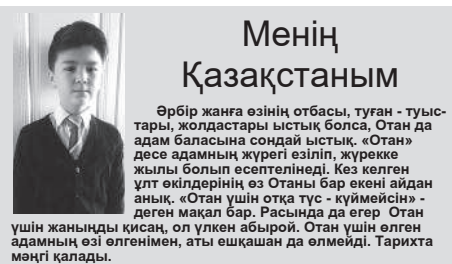 Менің
Қазақстаным
Әрбір жанға өзінің отбасы, туған - туыс-
тары, жолдастары ыстық болса, Отан да
адам баласына сондай ыстық. «Отан»
десе адамның жүрегі езіліп, жүрекке
жылы болып есептелінеді. Кез келген
ұлт өкілдерінің өз Отаны бар екені айдан
анық. «Отан үшін отқа түс - күймейсін» -
деген мақал бар. Расында да егер  Отан
үшін жаныңды қисаң, ол үлкен абырой. Отан үшін өлген
адамның өзі өлгенімен, аты ешқашан да өлмейді. Тарихта
мәңгі қалады.